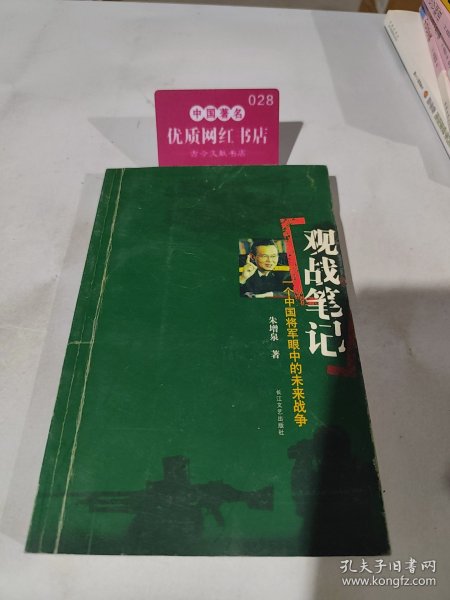 028
中国著名
优质网红书店
古今文献书店
观战笔记
一个中国将军眼中的未来战争
朱增泉 著
长江文艺出版社
孔夫子旧书网
www.kongfz.com